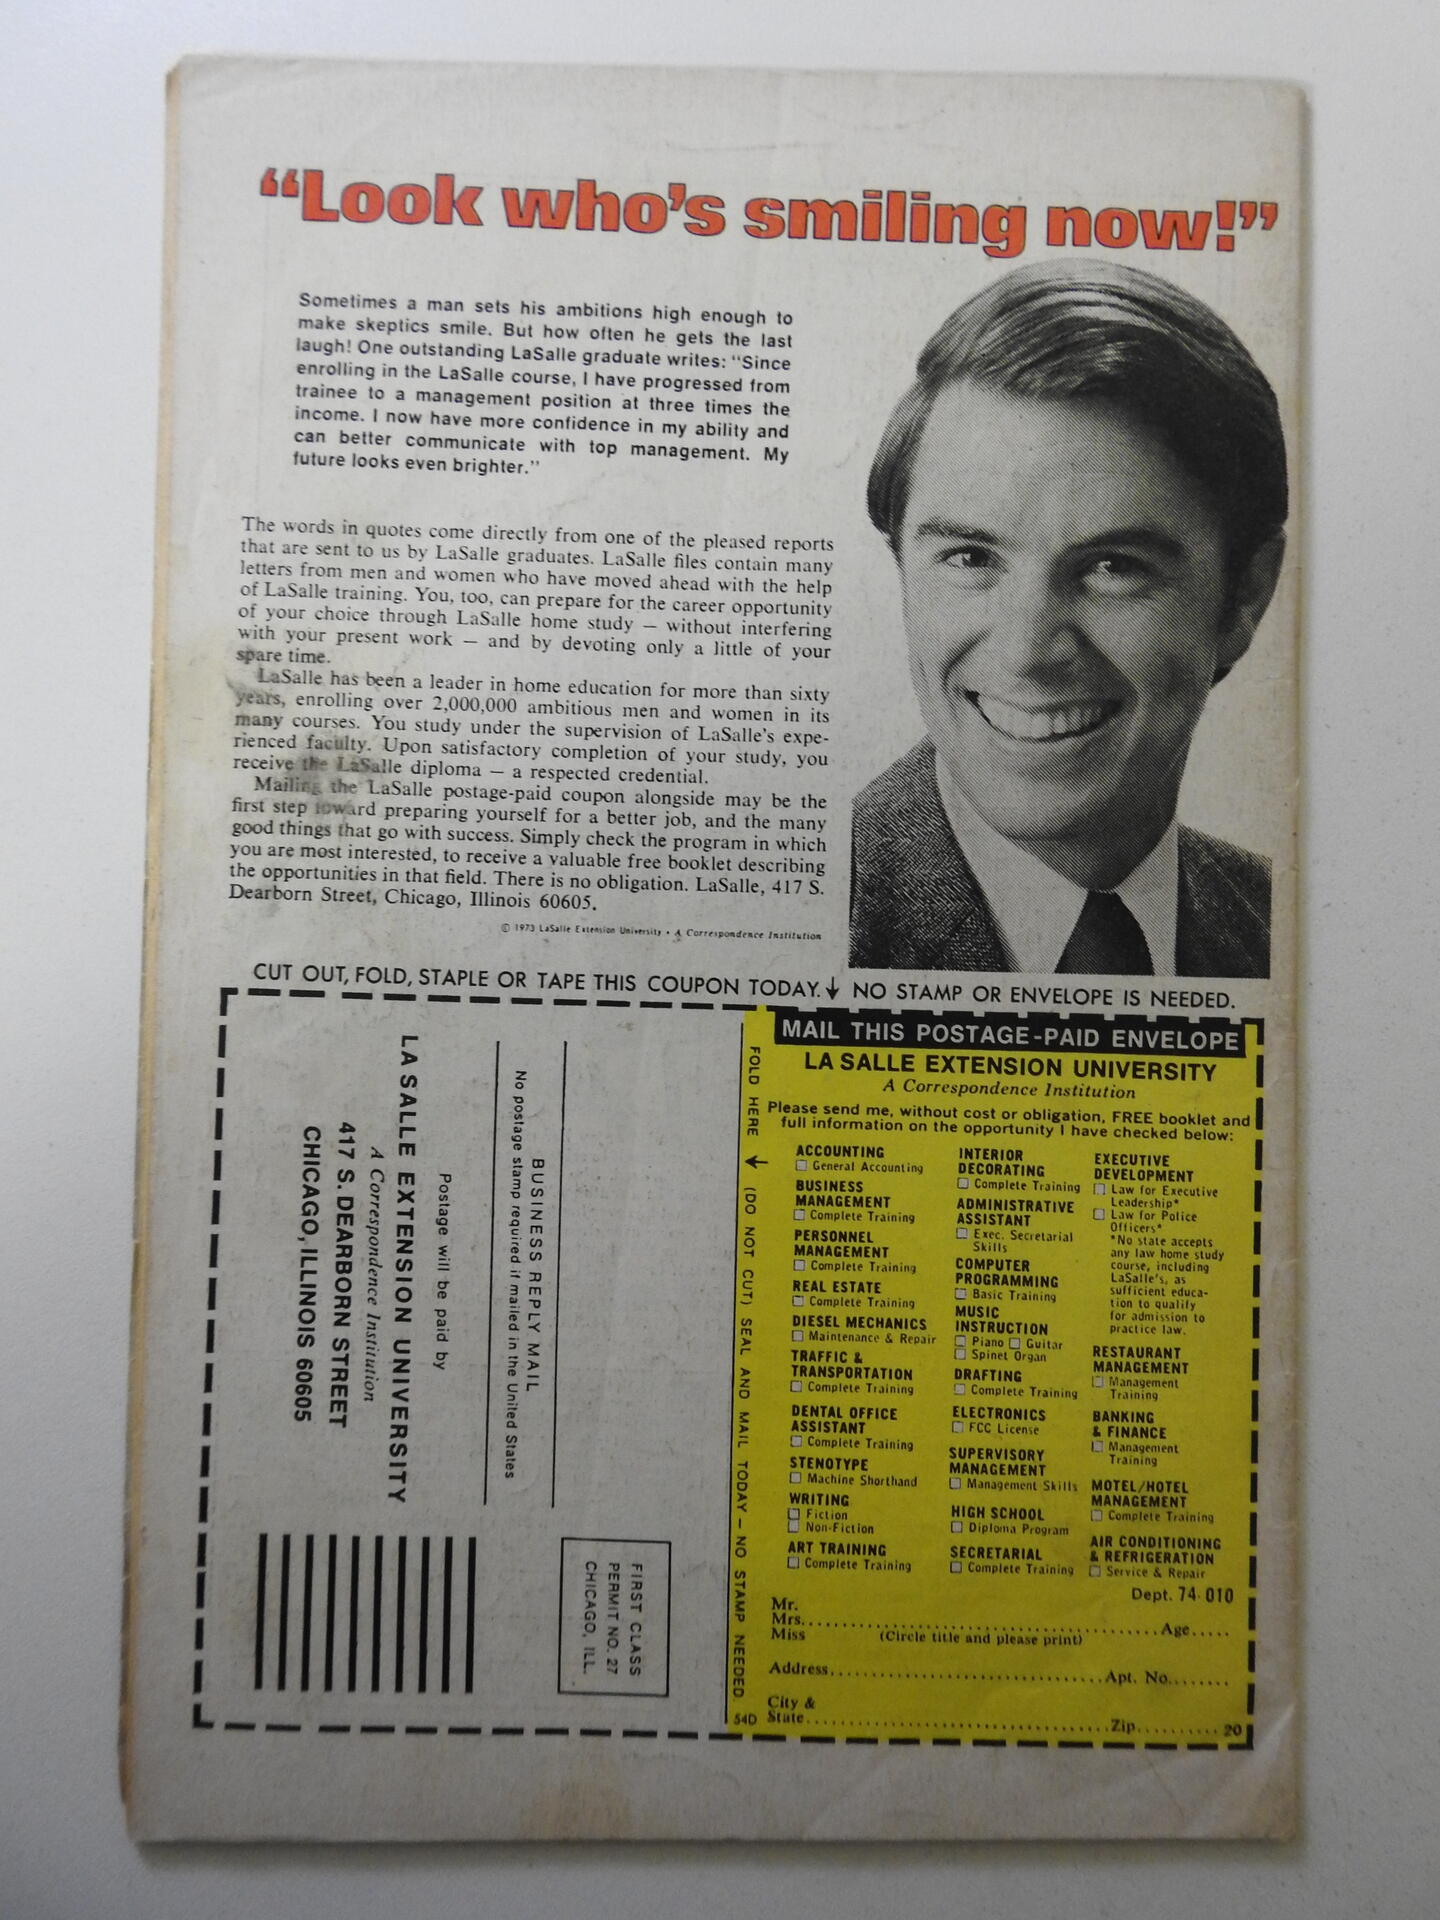 “Look who’s smiling now!”
Sometimes a man sets his ambitions high enough to
make skeptics smile. But how often he gets the last
laugh! One outstanding LaSalle graduate writes: “Since
enrolling in the LaSalle course, I have progressed from
trainee to a management position at three times the
income. I now have more confidence in my ability and
can better communicate with top management. My
future looks even brighter.”
The words in quotes come directly from one of the pleased reports
that are sent to us by LaSalle graduates. LaSalle files contain many
letters from men and women who have moved ahead with the help
of LaSalle training. You, too, can prepare for the career opportunity
of your choice through LaSalle home study — without interfering
with your present work — and by devoting only a little of your
spare time.
LaSalle has been a leader in home education for more than sixty
years, enrolling over 2,000,000 ambitious men and women in its
many courses. You study under the supervision of LaSalle’s expe-
rienced faculty. Upon satisfactory completion of your study, you
receive the LaSalle diploma — a respected credential.
Mailing the LaSalle postage-paid coupon alongside may be the
first step toward preparing yourself for a better job, and the many
good things that go with success. Simply check the program in which
you are most interested, to receive a valuable free booklet describing
the opportunities in that field. There is no obligation. LaSalle, 417 S.
Dearborn Street, Chicago, Illinois 60605.
© 1973 LaSalle Extension University • A Correspondence Institution
CUT OUT, FOLD, STAPLE OR TAPE THIS COUPON TODAY.↓ NO STAMP OR ENVELOPE IS NEEDED.
FIRST CLASS
PERMIT NO. 27
CHICAGO, ILL.
BUSINESS REPLY MAIL
No postage stamp required if mailed in the United States
Postage will be paid by
LA SALLE EXTENSION UNIVERSITY
A Correspondence Institution
417 S. DEARBORN STREET
CHICAGO, ILLINOIS 60605
FOLD HERE ↓ (DO NOT CUT) SEAL AND MAIL TODAY — NO STAMP NEEDED
MAIL THIS POSTAGE-PAID ENVELOPE
LA SALLE EXTENSION UNIVERSITY
A Correspondence Institution
Please send me, without cost or obligation, FREE booklet and
full information on the opportunity I have checked below:
ACCOUNTING
□ General Accounting
BUSINESS
MANAGEMENT
□ Complete Training
PERSONNEL
MANAGEMENT
□ Complete Training
REAL ESTATE
□ Complete Training
DIESEL MECHANICS
□ Maintenance & Repair
TRAFFIC &
TRANSPORTATION
□ Complete Training
DENTAL OFFICE
ASSISTANT
□ Complete Training
STENOTYPE
□ Machine Shorthand
WRITING
□ Fiction
□ Non-Fiction
ART TRAINING
□ Complete Training
INTERIOR
DECORATING
□ Complete Training
ADMINISTRATIVE
ASSISTANT
□ Exec. Secretarial
Skills
COMPUTER
PROGRAMMING
□ Basic Training
MUSIC
INSTRUCTION
□ Piano □ Guitar
□ Spinet Organ
DRAFTING
□ Complete Training
ELECTRONICS
□ FCC License
SUPERVISORY
MANAGEMENT
□ Management Skills
HIGH SCHOOL
□ Diploma Program
SECRETARIAL
□ Complete Training
EXECUTIVE
DEVELOPMENT
□ Law for Executive
Leadership*
□ Law for Police
Officers*
*No state accepts
any law home study
course, including
LaSalle’s, as
sufficient educa-
tion to qualify
for admission to
practice law.
RESTAURANT
MANAGEMENT
□ Management
Training
BANKING
& FINANCE
□ Management
Training
MOTEL/HOTEL
MANAGEMENT
□ Complete Training
AIR CONDITIONING
& REFRIGERATION
□ Service & Repair
Dept. 74-010
Mr.
Mrs. Age
Miss (Circle title and please print)
Address Apt. No.
City &
State Zip 20
54D